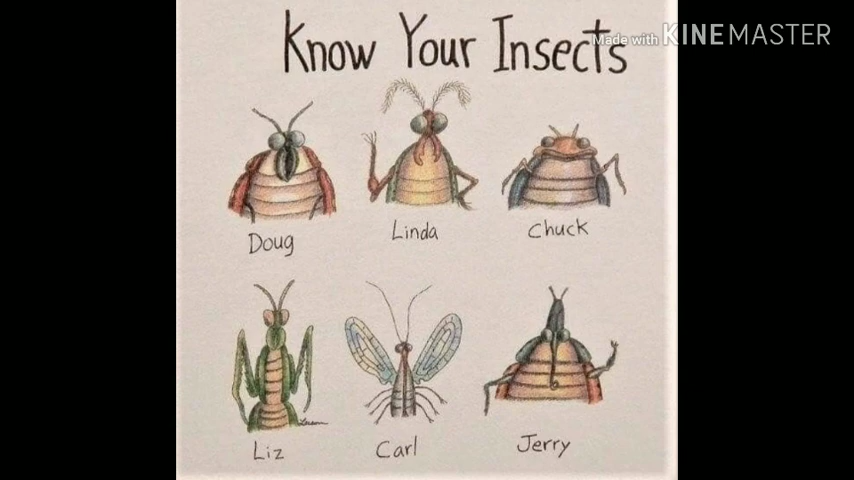 Know Your Insects
Made with KINEMASTER
Doug
Linda
Chuck
Liz
Carl
Jerry